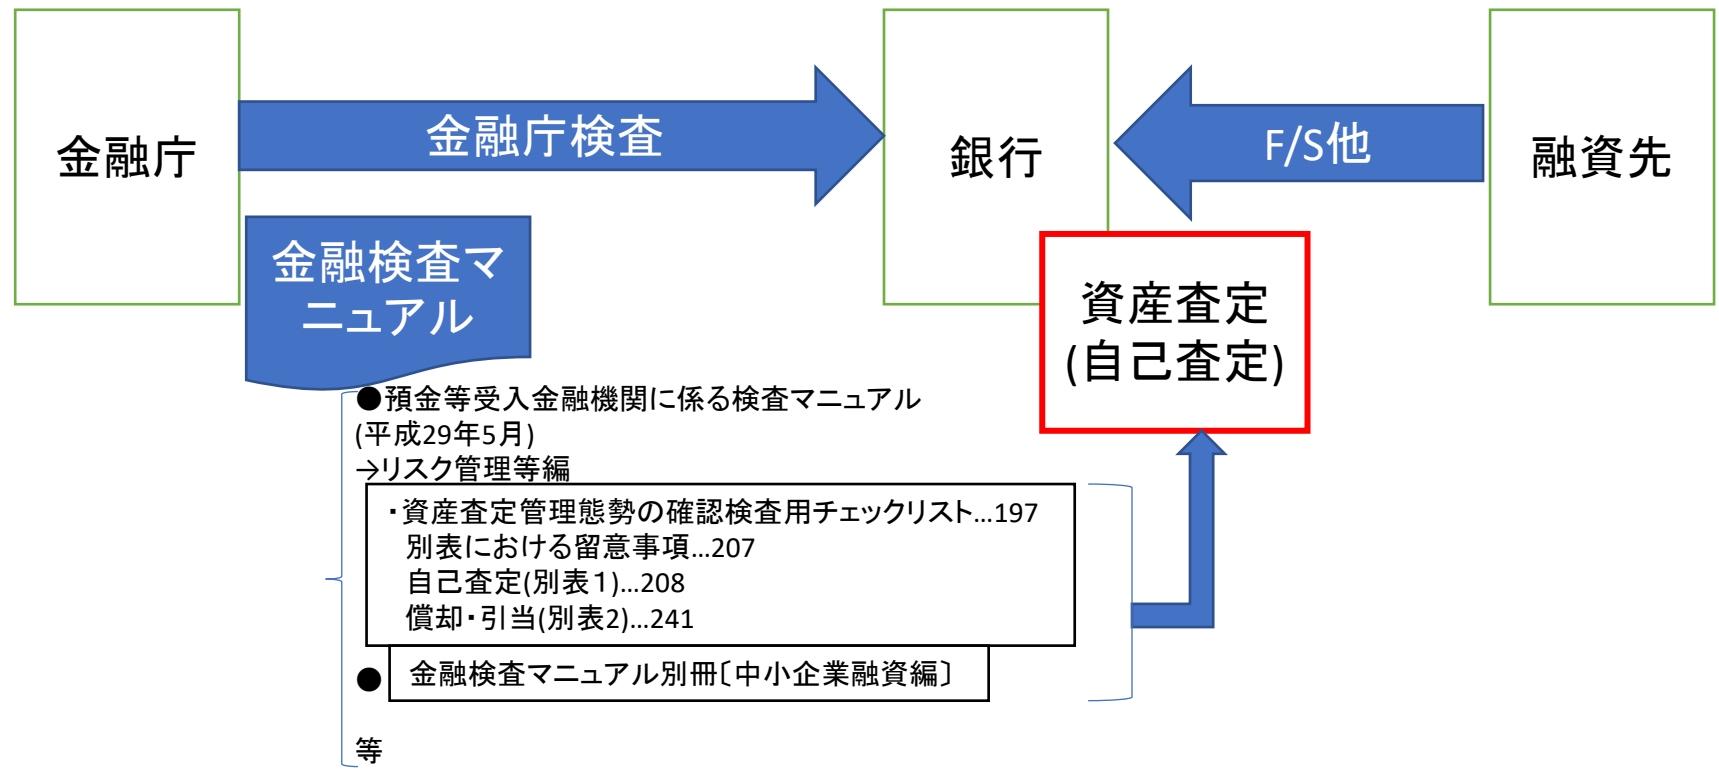 金融庁
金融庁検査
銀行
F/S他
融資先
金融検査マ
ニュアル
資産査定
(自己査定)
●預金等受入金融機関に係る検査マニュアル
(平成29年5月)
→リスク管理等編
・資産査定管理態勢の確認検査用チェックリスト…197
別表における留意事項…207
自己査定(別表１)…208
償却・引当(別表2)…241
● 金融検査マニュアル別冊〔中小企業融資編〕
等